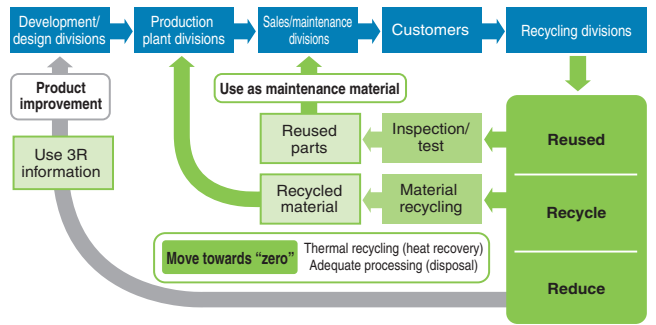 Development/
design divisions
Production
plant divisions
Sales/maintenance
divisions
Customers
Recycling divisions
Product
improvement
Use as maintenance material
Use 3R
information
Reused
parts
Inspection/
test
Reused
Recycled
material
Material
recycling
Recycle
Move towards “zero”
Thermal recycling (heat recovery)
Adequate processing (disposal)
Reduce